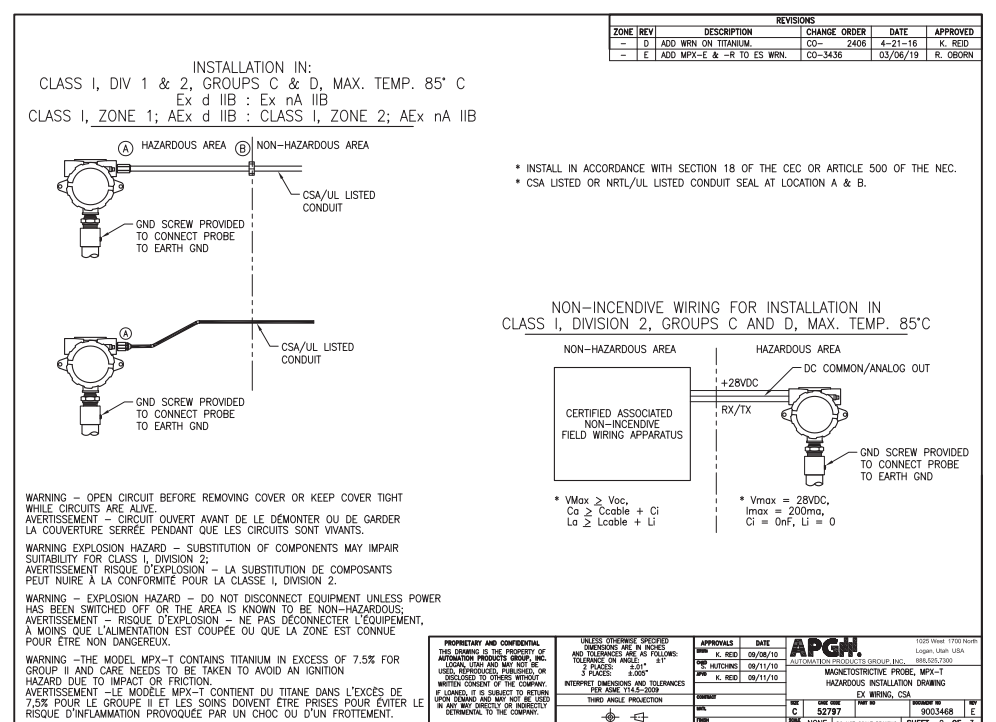 REVISIONS
ZONE REV DESCRIPTION CHANGE ORDER DATE APPROVED
– D ADD WRN ON TITANIUM. CO– 2406 4–21–16 K. REID
– E ADD MPX–E & –R TO ES WRN. CO–3436 03/06/19 R. OBORN
INSTALLATION IN:
CLASS I, DIV 1 & 2, GROUPS C & D, MAX. TEMP. 85° C
Ex d IIB : Ex nA IIB
CLASS I, ZONE 1; AEx d IIB : CLASS I, ZONE 2; AEx nA IIB
A HAZARDOUS AREA B NON–HAZARDOUS AREA
CSA/UL LISTED
CONDUIT
GND SCREW PROVIDED
TO CONNECT PROBE
TO EARTH GND
A
CSA/UL LISTED
CONDUIT
GND SCREW PROVIDED
TO CONNECT PROBE
TO EARTH GND
* INSTALL IN ACCORDANCE WITH SECTION 18 OF THE CEC OR ARTICLE 500 OF THE NEC.
* CSA LISTED OR NRTL/UL LISTED CONDUIT SEAL AT LOCATION A & B.
NON–INCENDIVE WIRING FOR INSTALLATION IN
CLASS I, DIVISION 2, GROUPS C AND D, MAX. TEMP. 85°C
NON–HAZARDOUS AREA HAZARDOUS AREA
DC COMMON/ANALOG OUT
+28VDC
RX/TX
CERTIFIED ASSOCIATED
NON–INCENDIVE
FIELD WIRING APPARATUS
GND SCREW PROVIDED
TO CONNECT PROBE
TO EARTH GND
* VMax ≥ Voc,
Ca ≥ Ccable + Ci
La ≥ Lcable + Li
* Vmax = 28VDC,
Imax = 200ma,
Ci = 0nF, Li = 0
WARNING – OPEN CIRCUIT BEFORE REMOVING COVER OR KEEP COVER TIGHT
WHILE CIRCUITS ARE ALIVE.
AVERTISSEMENT – CIRCUIT OUVERT AVANT DE LE DÉMONTER OU DE GARDER
LA COUVERTURE SERRÉE PENDANT QUE LES CIRCUITS SONT VIVANTS.
WARNING EXPLOSION HAZARD – SUBSTITUTION OF COMPONENTS MAY IMPAIR
SUITABILITY FOR CLASS I, DIVISION 2;
AVERTISSEMENT RISQUE D'EXPLOSION – LA SUBSTITUTION DE COMPOSANTS
PEUT NUIRE À LA CONFORMITÉ POUR LA CLASSE I, DIVISION 2.
WARNING – EXPLOSION HAZARD – DO NOT DISCONNECT EQUIPMENT UNLESS POWER
HAS BEEN SWITCHED OFF OR THE AREA IS KNOWN TO BE NON–HAZARDOUS;
AVERTISSEMENT – RISQUE D'EXPLOSION – NE PAS DÉCONNECTER L'ÉQUIPEMENT,
À MOINS QUE L'ALIMENTATION EST COUPÉE OU QUE LA ZONE EST CONNUE
POUR ÊTRE NON DANGEREUX.
WARNING –THE MODEL MPX–T CONTAINS TITANIUM IN EXCESS OF 7.5% FOR
GROUP II AND CARE NEEDS TO BE TAKEN TO AVOID AN IGNITION
HAZARD DUE TO IMPACT OR FRICTION.
AVERTISSEMENT –LE MODÈLE MPX–T CONTIENT DU TITANE DANS L'EXCÈS DE
7,5% POUR LE GROUPE II ET LES SOINS DOIVENT ÊTRE PRISES POUR ÉVITER LE
RISQUE D'INFLAMMATION PROVOQUÉE PAR UN CHOC OU D'UN FROTTEMENT.
PROPRIETARY AND CONFIDENTIAL
THIS DRAWING IS THE PROPERTY OF
AUTOMATION PRODUCTS GROUP, INC.
LOGAN, UTAH AND MAY NOT BE
USED, REPRODUCED, PUBLISHED, OR
DISCLOSED TO OTHERS WITHOUT
WRITTEN CONSENT OF THE COMPANY.
IF LOANED, IT IS SUBJECT TO RETURN
UPON DEMAND AND MAY NOT BE USED
IN ANY WAY DIRECTLY OR INDIRECTLY
DETRIMENTAL TO THE COMPANY.
UNLESS OTHERWISE SPECIFIED
DIMENSIONS ARE IN INCHES
AND TOLERANCES ARE AS FOLLOWS:
TOLERANCE ON ANGLE: ±1°
2 PLACES: ±.01"
3 PLACES: ±.005"
INTERPRET DIMENSIONS AND TOLERANCES
PER ASME Y14.5–2009
THIRD ANGLE PROJECTION
APPROVALS DATE
K. REID 09/08/10
S. HUTCHINS 09/11/10
K. REID 09/11/10
CONTRACT
APG
AUTOMATION PRODUCTS GROUP, INC.
1025 West 1700 North
Logan, Utah USA
888.525.7300
MAGNETOSTRICTIVE PROBE, MPX–T
HAZARDOUS INSTALLATION DRAWING
EX WIRING, CSA
SIZE CAGE CODE PART NO DOCUMENT NO REV
C 52797 9003468 E